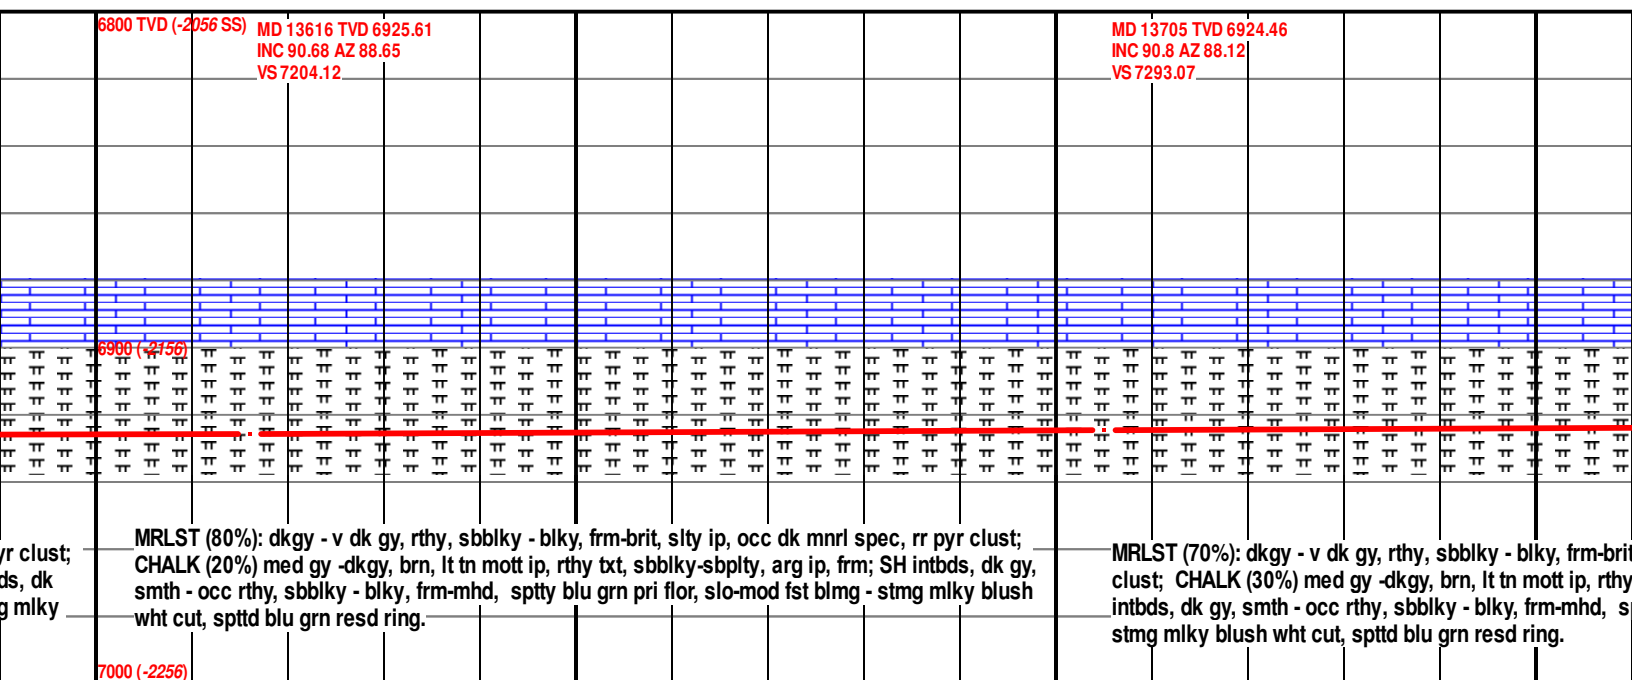 6800 TVD (-2056 SS)
MD 13616 TVD 6925.61
INC 90.68 AZ 88.65
VS 7204.12
MD 13705 TVD 6924.46
INC 90.8 AZ 88.12
VS 7293.07
6900 (-2156)
yr clust;
ds, dk
g mlky
MRLST (80%): dkgy - v dk gy, rthy, sbblky - blky, frm-brit, slty ip, occ dk mnrl spec, rr pyr clust;
CHALK (20%) med gy -dkgy, brn, lt tn mott ip, rthy txt, sbblky-sbplty, arg ip, frm; SH intbds, dk gy,
smth - occ rthy, sbblky - blky, frm-mhd, sptty blu grn pri flor, slo-mod fst blmg - stmg mlky blush
wht cut, spttd blu grn resd ring.
MRLST (70%): dkgy - v dk gy, rthy, sbblky - blky, frm-brit
clust; CHALK (30%) med gy -dkgy, brn, lt tn mott ip, rthy
intbds, dk gy, smth - occ rthy, sbblky - blky, frm-mhd, s
stmg mlky blush wht cut, spttd blu grn resd ring.
7000 (-2256)